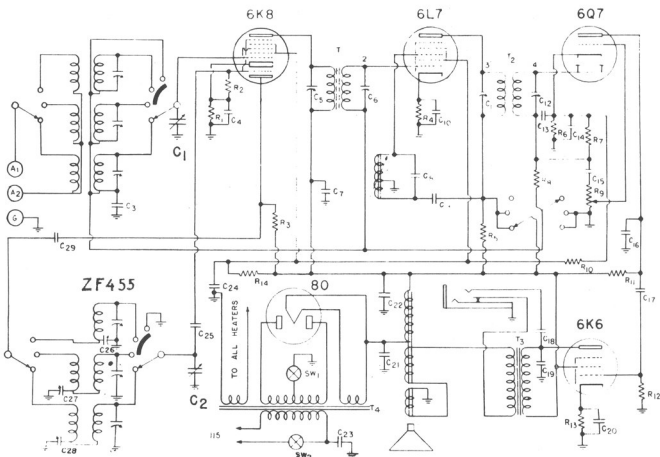 6K8
6L7
6Q7
T
2
3
T2
4
R2
C5
C6
C12
C13
R6
C14
R7
R1
C4
R4
C10
C1
A1
A2
G
C3
C7
C15
R9
R3
C29
C16
ZF455
C24
R14
80
C22
R10
R11
C17
C25
C26
TO ALL HEATERS
C21
T3
C18
C19
6K6
SW1
C2
T4
R12
C27
115
C23
R13
C20
C28